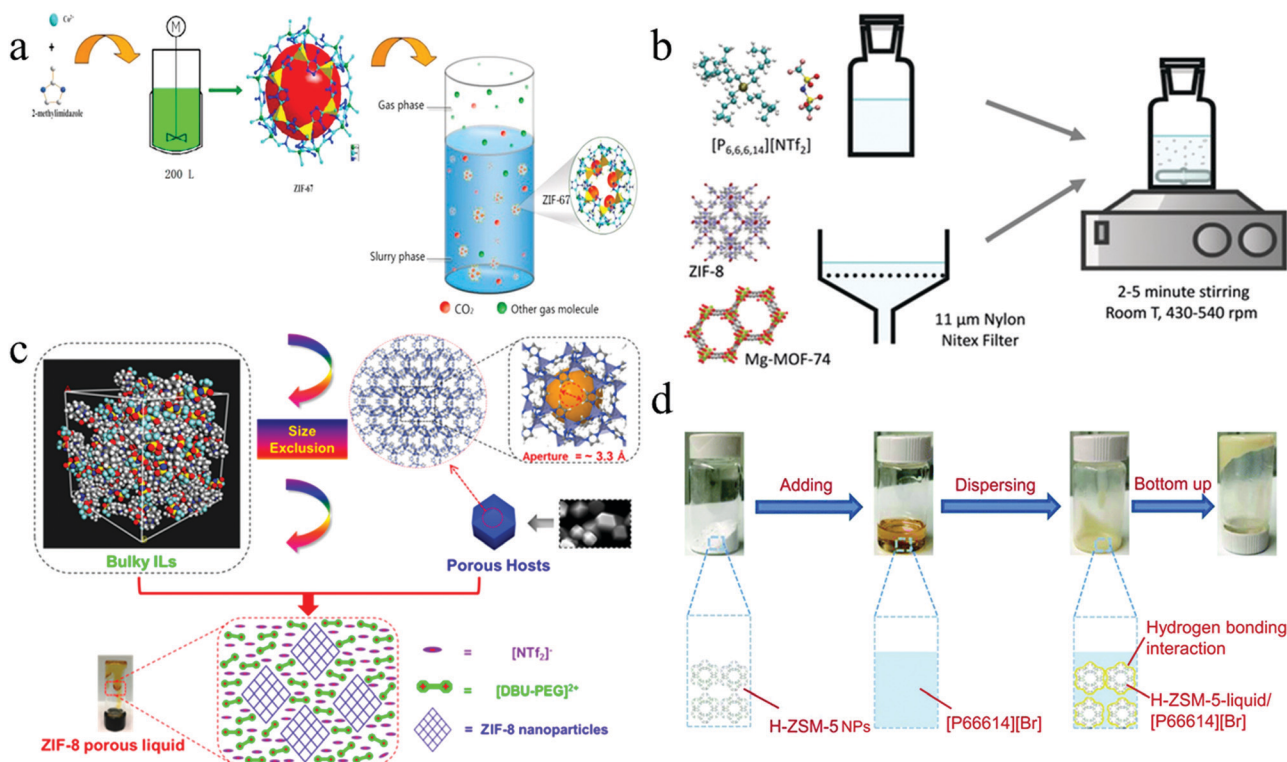 a
Co²⁺
+
2-methylimidazole
M
200 L
ZIF-67
Gas phase
ZIF-67
Slurry phase
CO₂
Other gas molecule
b
[P₆,₆,₆,₁₄][NTf₂]
ZIF-8
Mg-MOF-74
11 μm Nylon
Nitex Filter
2-5 minute stirring
Room T, 430-540 rpm
c
Size
Exclusion
Aperture = ~ 3.3 Å
Bulky ILs
Porous Hosts
ZIF-8 porous liquid
= [NTf₂]⁻
= [DBU-PEG]²⁺
= ZIF-8 nanoparticles
d
Adding
Dispersing
Bottom up
H-ZSM-5 NPs
[P66614][Br]
Hydrogen bonding
interaction
H-ZSM-5-liquid/
[P66614][Br]